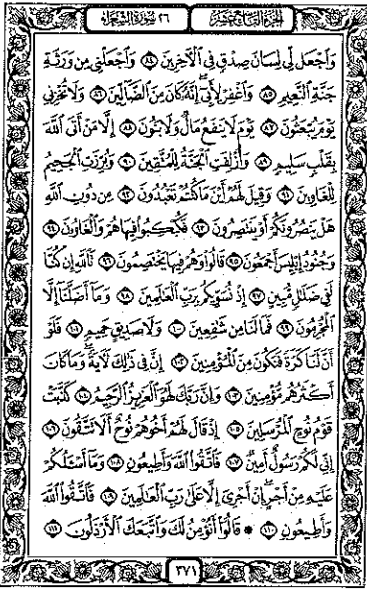 الجزء التاسع عشر ٢٦ سورة الشعراء
وَٱجۡعَل لِّي لِسَانَ صِدۡقٖ فِي ٱلۡأٓخِرِينَ ٨٤ وَٱجۡعَلۡنِي مِن وَرَثَةِ
جَنَّةِ ٱلنَّعِيمِ ٨٥ وَٱغۡفِرۡ لِأَبِيٓ إِنَّهُۥ كَانَ مِنَ ٱلضَّآلِّينَ ٨٦ وَلَا تُخۡزِنِي
يَوۡمَ يُبۡعَثُونَ ٨٧ يَوۡمَ لَا يَنفَعُ مَالٞ وَلَا بَنُونَ ٨٨ إِلَّا مَنۡ أَتَى ٱللَّهَ
بِقَلۡبٖ سَلِيمٖ ٨٩ وَأُزۡلِفَتِ ٱلۡجَنَّةُ لِلۡمُتَّقِينَ ٩٠ وَبُرِّزَتِ ٱلۡجَحِيمُ
لِلۡغَاوِينَ ٩١ وَقِيلَ لَهُمۡ أَيۡنَ مَا كُنتُمۡ تَعۡبُدُونَ ٩٢ مِن دُونِ ٱللَّهِ
هَلۡ يَنصُرُونَكُمۡ أَوۡ يَنتَصِرُونَ ٩٣ فَكُبۡكِبُواْ فِيهَا هُمۡ وَٱلۡغَاوُۥنَ ٩٤
وَجُنُودُ إِبۡلِيسَ أَجۡمَعُونَ ٩٥ قَالُواْ وَهُمۡ فِيهَا يَخۡتَصِمُونَ ٩٦ تَٱللَّهِ إِن كُنَّا
لَفِي ضَلَٰلٖ مُّبِينٍ ٩٧ إِذۡ نُسَوِّيكُم بِرَبِّ ٱلۡعَٰلَمِينَ ٩٨ وَمَآ أَضَلَّنَآ إِلَّا
ٱلۡمُجۡرِمُونَ ٩٩ فَمَا لَنَا مِن شَٰفِعِينَ ١٠٠ وَلَا صَدِيقٍ حَمِيمٖ ١٠١ فَلَوۡ
أَنَّ لَنَا كَرَّةٗ فَنَكُونَ مِنَ ٱلۡمُؤۡمِنِينَ ١٠٢ إِنَّ فِي ذَٰلِكَ لَأٓيَةٗۖ وَمَا كَانَ
أَكۡثَرُهُم مُّؤۡمِنِينَ ١٠٣ وَإِنَّ رَبَّكَ لَهُوَ ٱلۡعَزِيزُ ٱلرَّحِيمُ ١٠٤ كَذَّبَتۡ
قَوۡمُ نُوحٍ ٱلۡمُرۡسَلِينَ ١٠٥ إِذۡ قَالَ لَهُمۡ أَخُوهُمۡ نُوحٌ أَلَا تَتَّقُونَ ١٠٦
إِنِّي لَكُمۡ رَسُولٌ أَمِينٞ ١٠٧ فَٱتَّقُواْ ٱللَّهَ وَأَطِيعُونِ ١٠٨ وَمَآ أَسۡـَٔلُكُمۡ
عَلَيۡهِ مِنۡ أَجۡرٍۖ إِنۡ أَجۡرِيَ إِلَّا عَلَىٰ رَبِّ ٱلۡعَٰلَمِينَ ١٠٩ فَٱتَّقُواْ ٱللَّهَ
وَأَطِيعُونِ ١١٠ ۞ قَالُوٓاْ أَنُؤۡمِنُ لَكَ وَٱتَّبَعَكَ ٱلۡأَرۡذَلُونَ ١١١
٣٧١